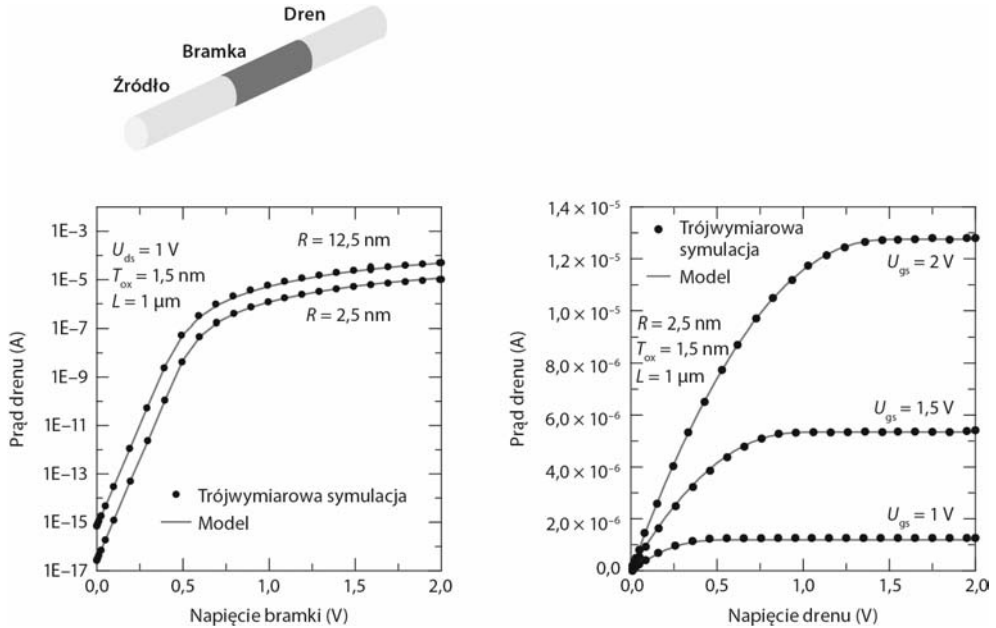 Dren
Bramka
Źródło
1E–3
1E–5
1E–7
1E–9
1E–11
1E–13
1E–15
1E–17
Prąd drenu (A)
U_ds = 1 V
T_ox = 1,5 nm
L = 1 μm
R = 12,5 nm
R = 2,5 nm
Trójwymiarowa symulacja
Model
0,0 0,5 1,0 1,5 2,0
Napięcie bramki (V)
1,4 × 10⁻⁵
1,2 × 10⁻⁵
1,0 × 10⁻⁵
8,0 × 10⁻⁶
6,0 × 10⁻⁶
4,0 × 10⁻⁶
2,0 × 10⁻⁶
0,0
Prąd drenu (A)
Trójwymiarowa
symulacja
Model
U_gs = 2 V
R = 2,5 nm
T_ox = 1,5 nm
L = 1 μm
U_gs = 1,5 V
U_gs = 1 V
0,0 0,5 1,0 1,5 2,0
Napięcie drenu (V)